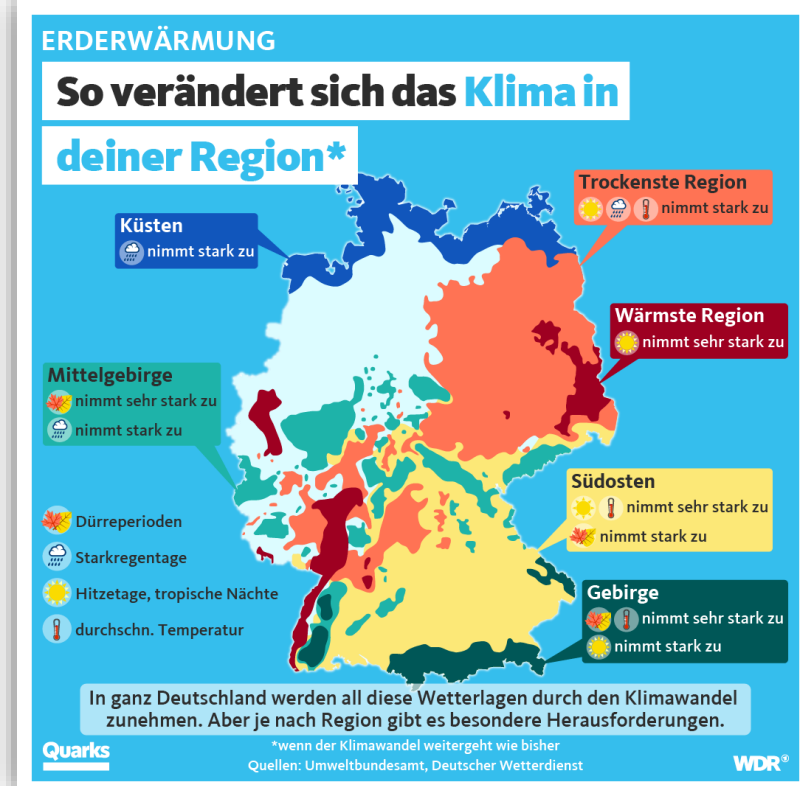 ERDERWÄRMUNG
So verändert sich das Klima in
deiner Region*
Trockenste Region
nimmt stark zu
Küsten
nimmt stark zu
Wärmste Region
nimmt sehr stark zu
Mittelgebirge
nimmt sehr stark zu
nimmt stark zu
Südosten
nimmt sehr stark zu
nimmt stark zu
Dürreperioden
Starkregentage
Hitzetage, tropische Nächte
durchschn. Temperatur
Gebirge
nimmt sehr stark zu
nimmt stark zu
In ganz Deutschland werden all diese Wetterlagen durch den Klimawandel
zunehmen. Aber je nach Region gibt es besondere Herausforderungen.
*wenn der Klimawandel weitergeht wie bisher
Quellen: Umweltbundesamt, Deutscher Wetterdienst
Quarks
WDR